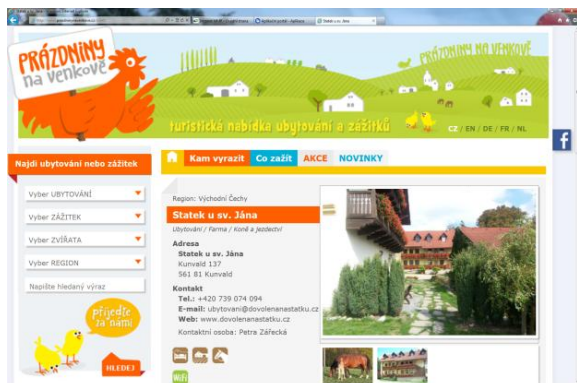 Statek u sv. Jána
PRÁZDNINY
na venkově
PRÁZDNINY NA VENKOVĚ
turistická nabídka ubytování a zážitků
CZ / EN / DE / FR / NL
Najdi ubytování nebo zážitek
Vyber UBYTOVÁNÍ
Vyber ZÁŽITEK
Vyber ZVÍŘATA
Vyber REGION
Napište hledaný výraz
přijeďte
za námi
HLEDEJ
Kam vyrazit
Co zažít
AKCE
NOVINKY
Region: Východní Čechy
Statek u sv. Jána
Ubytování / Farma / Koně a jezdectví
Adresa
Statek u sv. Jána
Kunvald 137
561 81 Kunvald
Kontakt
Tel.: +420 739 074 094
E-mail: ubytovani@dovolenanastatku.cz
Web: www.dovolenanastatku.cz
Kontaktní osoba: Petra Zářecká
WiFi
f